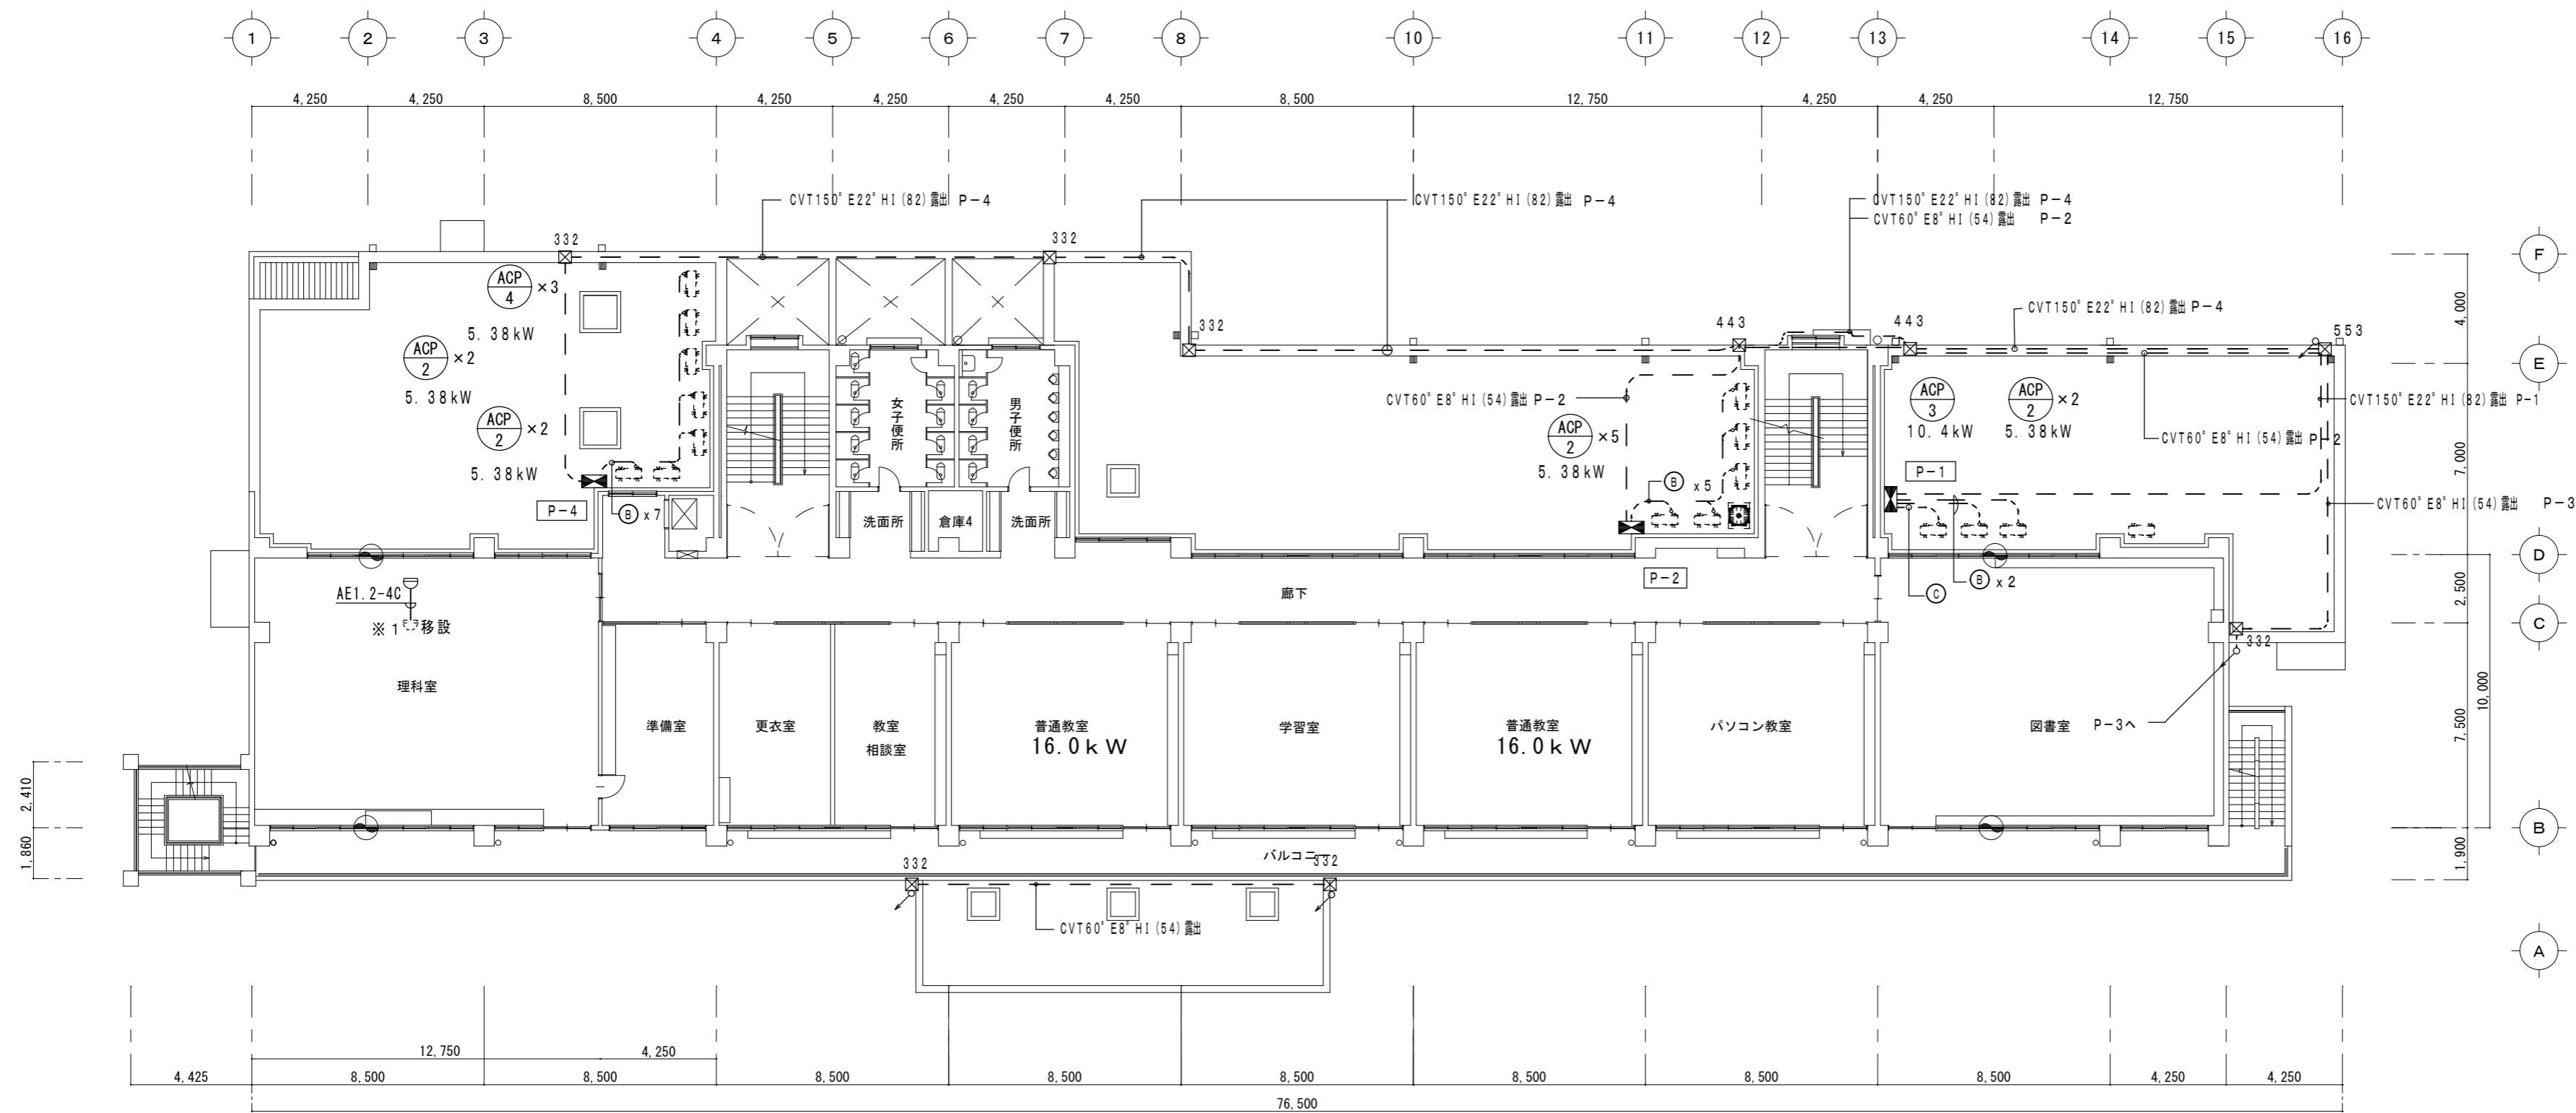 1 2 3 4 5 6 7 8 10 11 12 13 14 15 16
4,250 4,250 8,500 4,250 4,250 4,250 4,250 8,500 12,750 4,250 4,250 12,750
CVT150°E22°HI(82)露出 P-4
CVT150°E22°HI(82)露出 P-4
CVT150°E22°HI(82)露出 P-4
CVT60°E8°HI(54)露出 P-2
332
332
F
ACP
4
×3
5.38kW
ACP
2
×2
5.38kW
ACP
2
×2
5.38kW
332
443
443
CVT150°E22°HI(82)露出 P-4
553
4,000
E
CVT60°E8°HI(54)露出 P-2
ACP
2
×5
5.38kW
ACP
3
10.4kW
ACP
2
×2
5.38kW
CVT150°E22°HI(82)露出 P-1
CVT60°E8°HI(54)露出 P-2
7,000
女子便所
男子便所
P-4
B x7
洗面所
倉庫4
洗面所
B x5
P-1
CVT60°E8°HI(54)露出 P-3
D
P-2
C
B x2
2,500
AE1.2-4C
※1 移設
廊下
C
332
理科室
準備室
更衣室
教室
相談室
普通教室
16.0kW
学習室
普通教室
16.0kW
パソコン教室
図書室
P-3へ
7,500
10,000
2,410
1,860
B
バルコニー
332
332
1,900
CVT60°E8°HI(54)露出
A
12,750 4,250
4,425 8,500 8,500 8,500 8,500 8,500 8,500 8,500 8,500 4,250 4,250
76,500